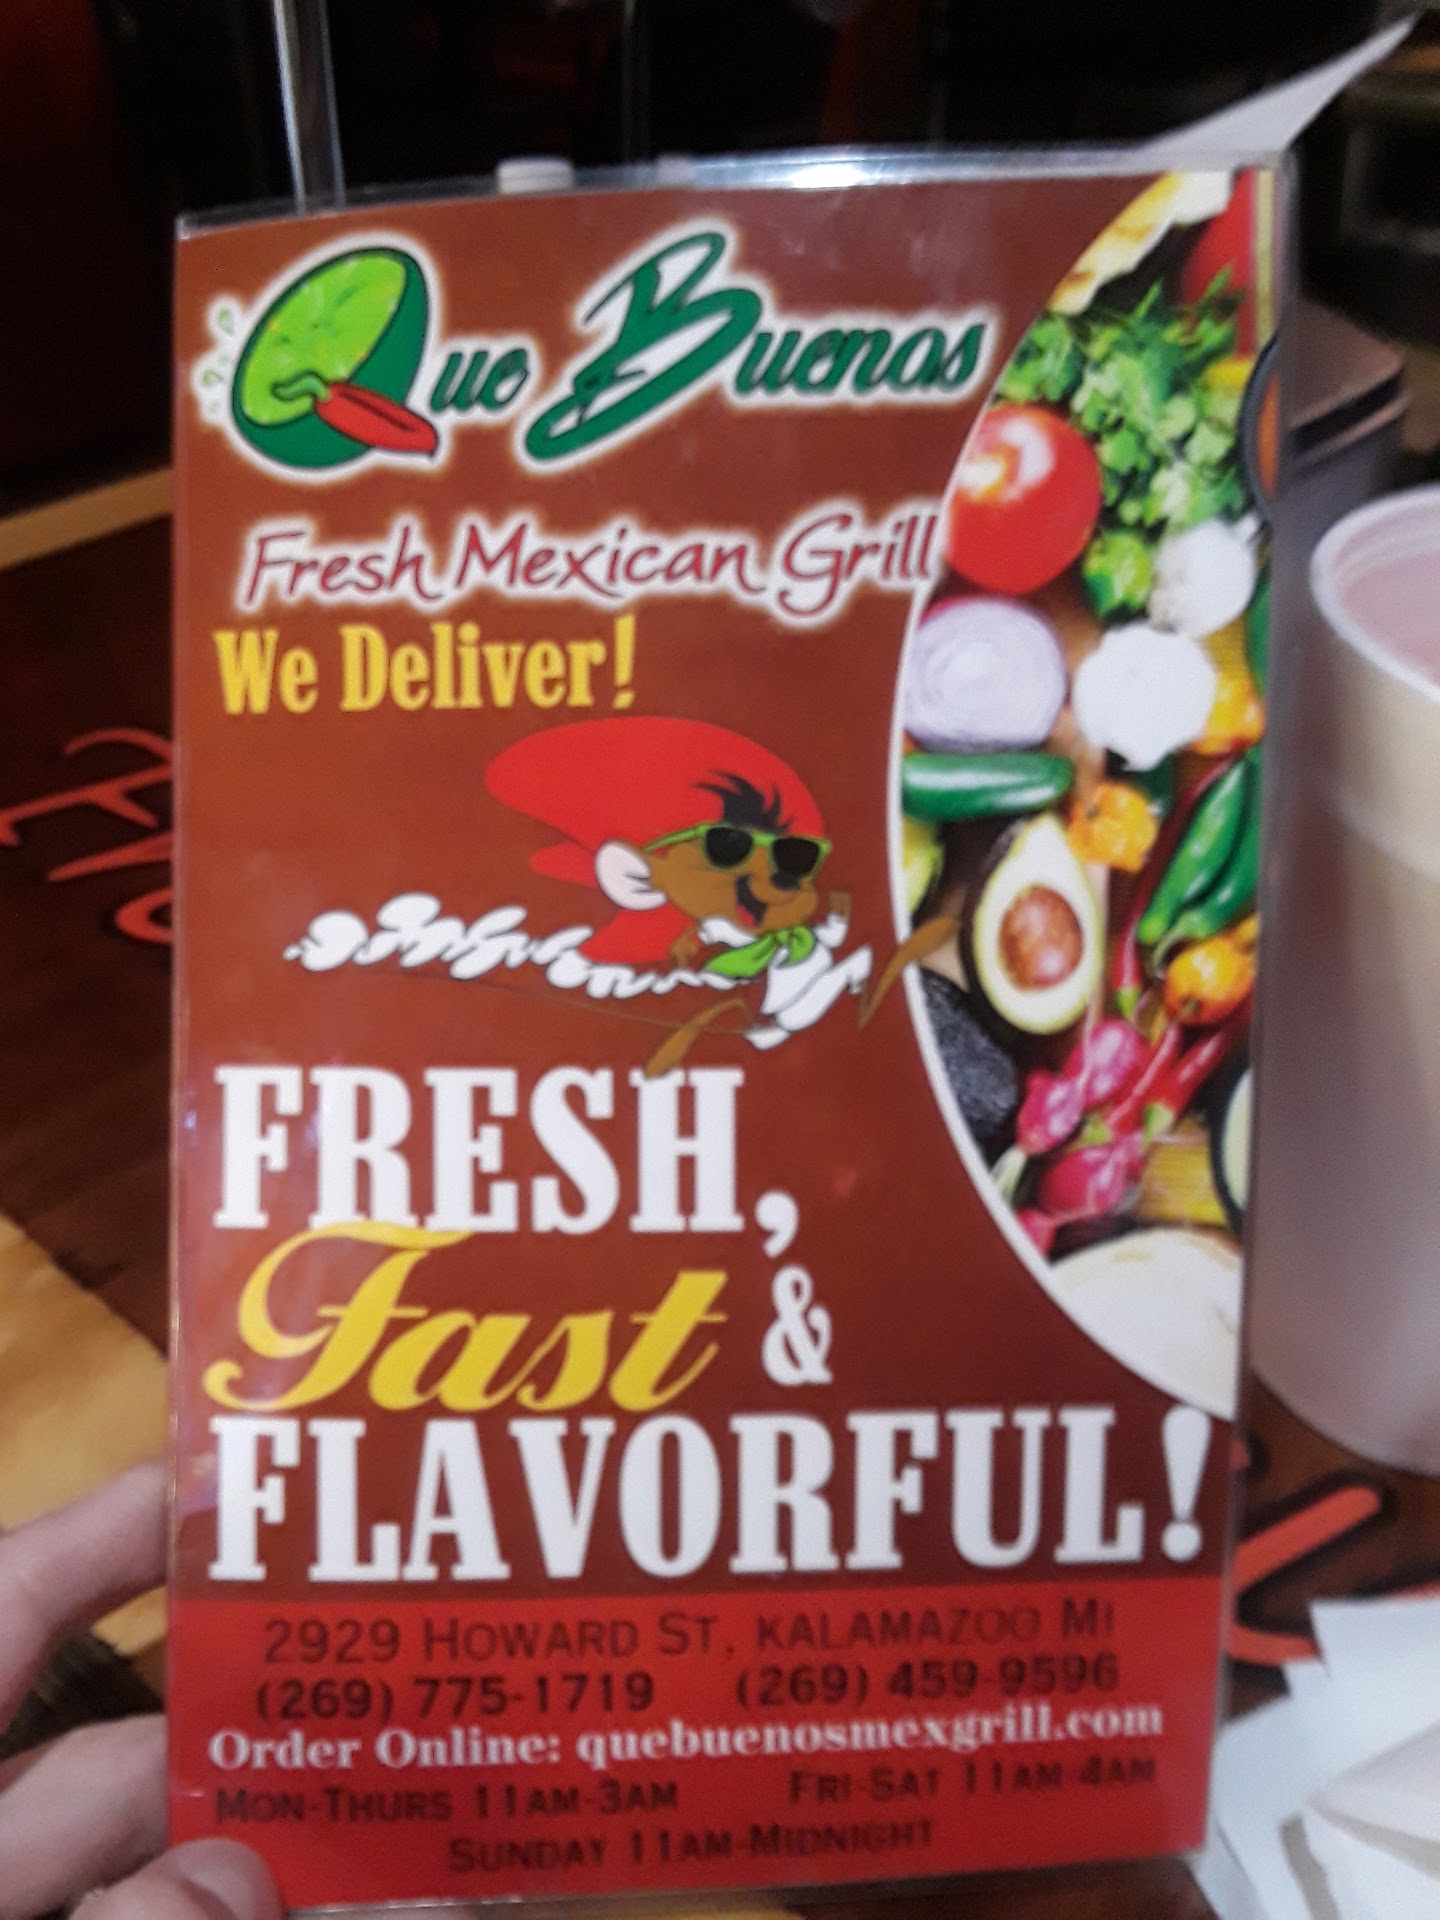 Que Buenos
Fresh Mexican Grill
We Deliver!
FRESH,
Fast &
FLAVORFUL!
2929 HOWARD ST, KALAMAZOO MI
(269) 775-1719 (269) 459-9596
Order Online: quebuenosmexgrill.com
MON-THURS 11AM-3AM FRI-SAT 11AM-4AM
SUNDAY 11AM-MIDNIGHT